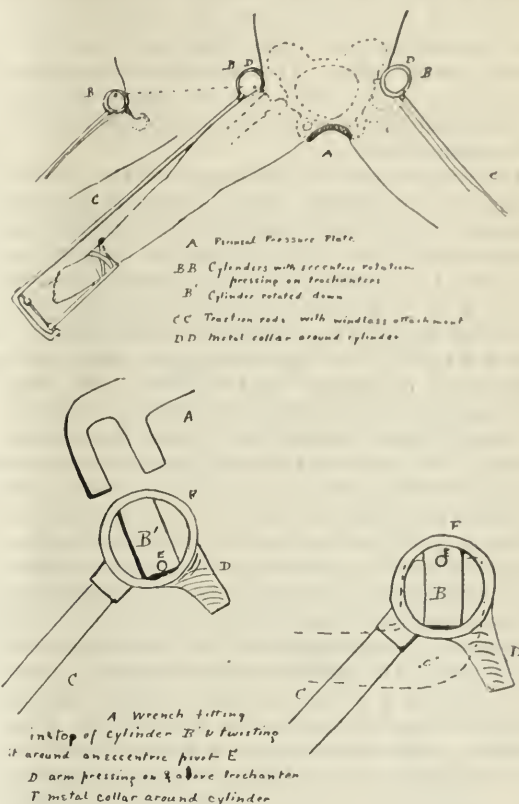 B
B D
D
B
A
C
C
A Perineal Pressure Plate
BB Cylinders with eccentric rotation
pressing on trochanters
B' Cylinder rotated down
CC Traction rods with windlass attachment
DD Metal collar around cylinder
A
F
B'
E
D
C
F
E
B
D
C
"C"
A Wrench fitting
into top of Cylinder B' & twisting
it around an eccentric pivot E
D arm pressing on & above trochanter
F metal collar around cylinder